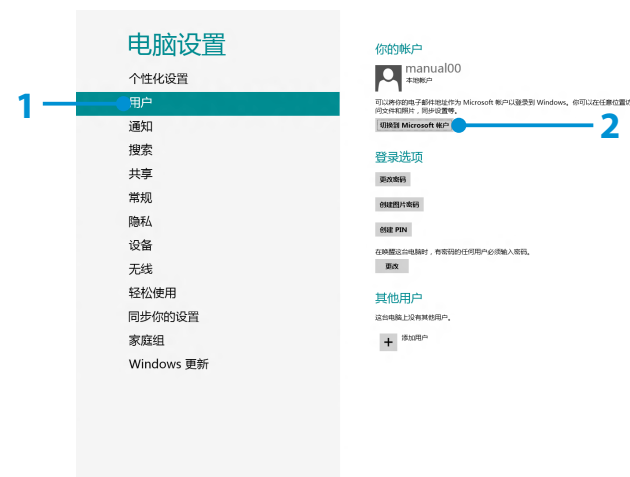 电脑设置
个性化设置
1
用户
通知
搜索
共享
常规
隐私
设备
无线
轻松使用
同步你的设置
家庭组
Windows 更新
你的帐户
manual00
本地帐户
可以将你的电子邮件地址作为 Microsoft 帐户以登录到 Windows。你可以在任意位置访
问文件和照片，同步设置等。
切换到 Microsoft 帐户
2
登录选项
更改密码
创建图片密码
创建 PIN
在唤醒这台电脑时，有密码的任何用户必须输入密码。
更改
其他用户
这台电脑上没有其他用户。
添加用户